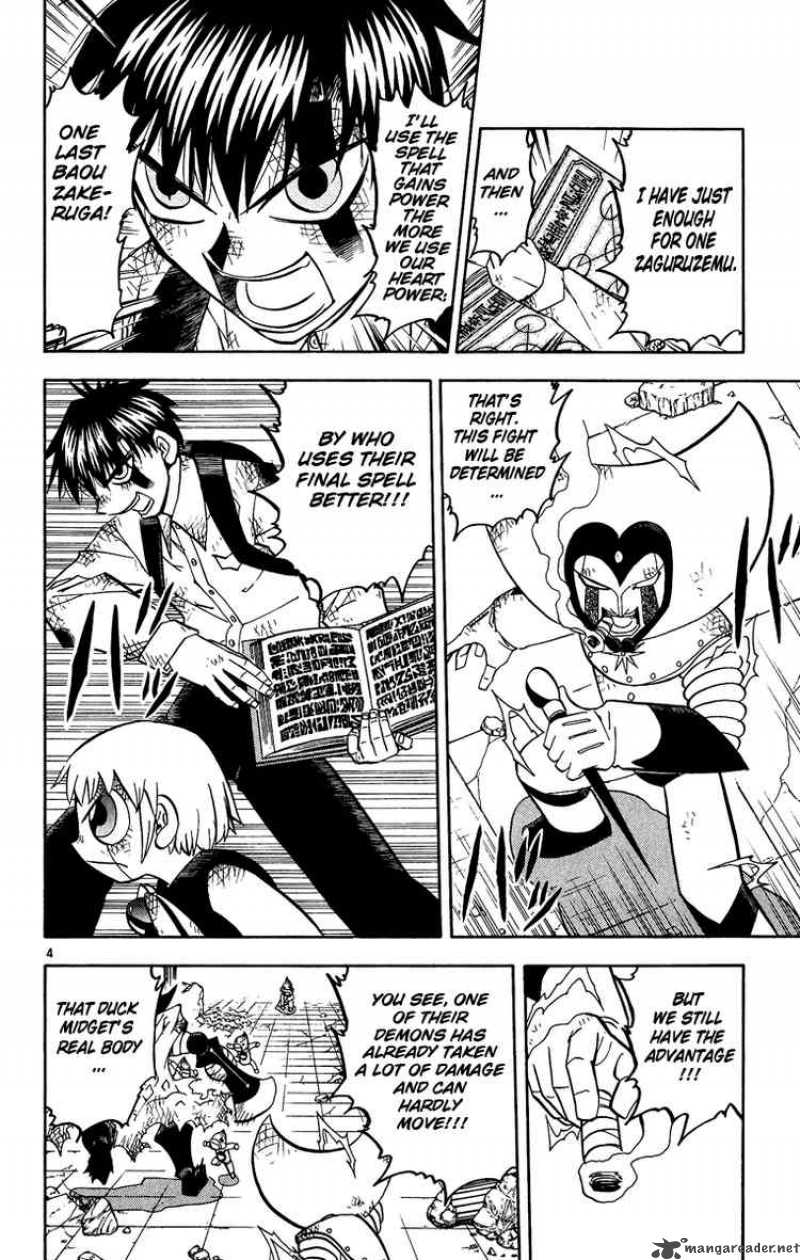 I HAVE JUST
ENOUGH
FOR ONE
ZAGURUZEMU.
AND
THEN
...
I'LL
USE THE
SPELL
THAT
GAINS
POWER
THE
MORE
WE USE
OUR
HEART
POWER:
ONE
LAST
BAOU
ZAKE-
RUGA!
THAT'S
RIGHT.
THIS FIGHT
WILL BE
DETERMINED
...
BY WHO
USES THEIR
FINAL SPELL
BETTER!!!
4
BUT
WE STILL
HAVE THE
ADVANTAGE
!!!
YOU SEE, ONE
OF THEIR
DEMONS HAS
ALREADY TAKEN
A LOT OF
DAMAGE
AND CAN
HARDLY
MOVE!!!
THAT DUCK
MIDGET'S
REAL BODY
...
mangareader.net